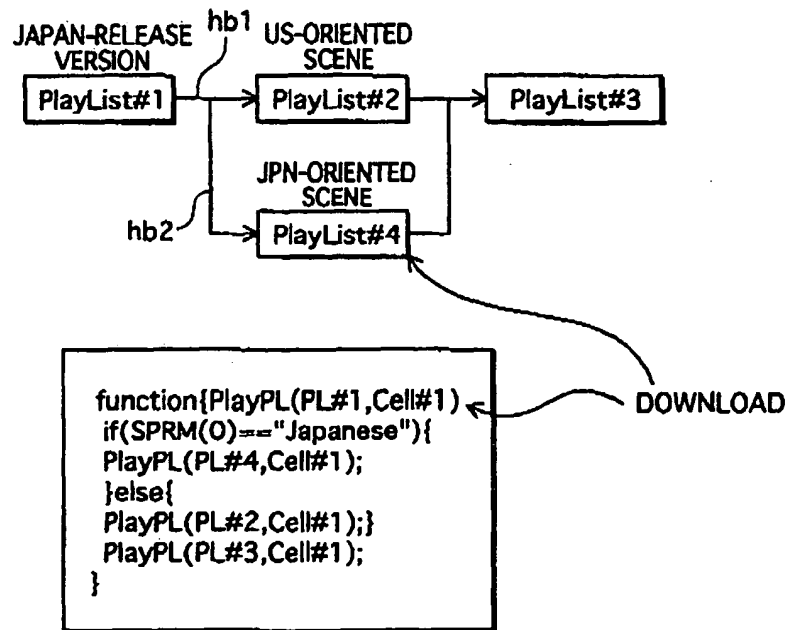 JAPAN-RELEASE
VERSION
hb1
US-ORIENTED
SCENE
PlayList#1
PlayList#2
PlayList#3
JPN-ORIENTED
SCENE
hb2
PlayList#4
function{PlayPL(PL#1,Cell#1)
if(SPRM(0)=="Japanese"){
PlayPL(PL#4,Cell#1);
}else{
PlayPL(PL#2,Cell#1);}
PlayPL(PL#3,Cell#1);
}
DOWNLOAD